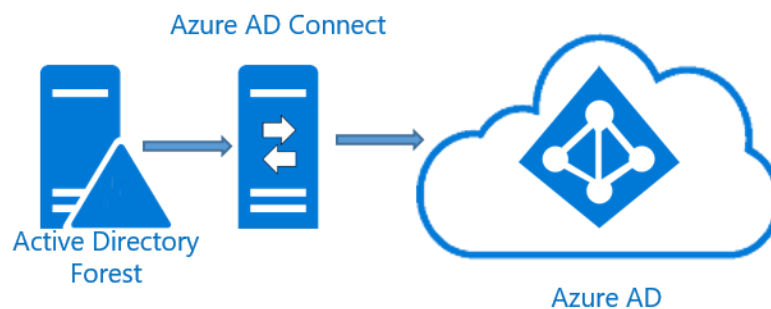 Azure AD Connect
Active Directory
Forest
Azure AD